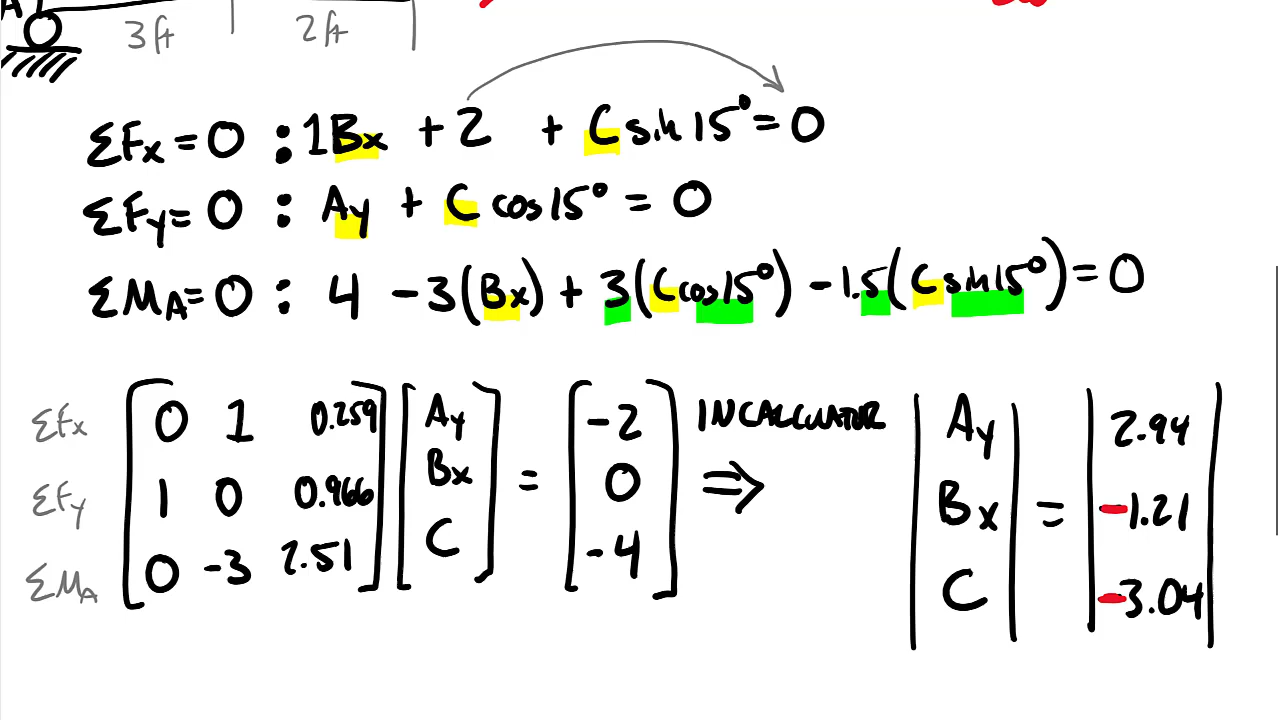 A
3ft 2ft
ΣFx = 0 : 1Bx + 2 + C sin 15° = 0
ΣFy = 0 : Ay + C cos 15° = 0
ΣMA = 0 : 4 - 3(Bx) + 3(C cos 15°) - 1.5(C sin 15°) = 0
ΣFx [0 1 0.259] [Ay] [-2] IN CALCULATOR |Ay| |2.94|
ΣFy [1 0 0.966] [Bx] = [0] ⇒ |Bx| = |-1.21|
ΣMA [0 -3 2.51] [C] [-4] |C| |-3.04|